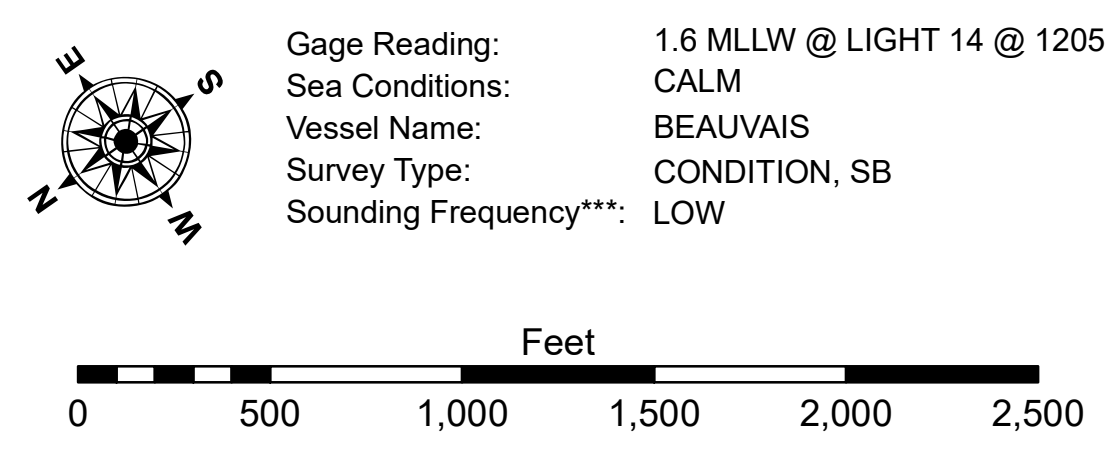 E
S
N
W
Gage Reading: 1.6 MLLW @ LIGHT 14 @ 1205
Sea Conditions: CALM
Vessel Name: BEAUVAIS
Survey Type: CONDITION, SB
Sounding Frequency***: LOW
Feet
0 500 1,000 1,500 2,000 2,500